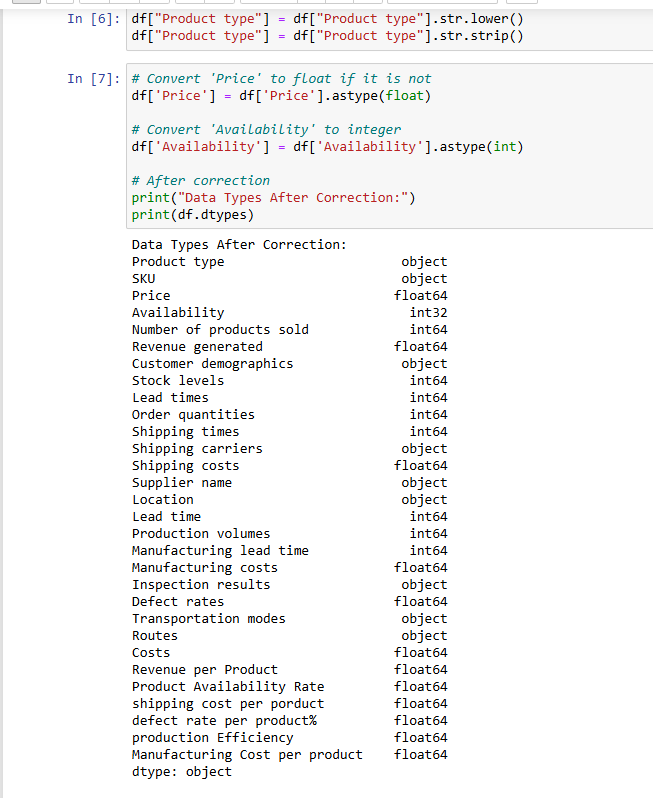 In [6]: df["Product type"] = df["Product type"].str.lower()
df["Product type"] = df["Product type"].str.strip()
In [7]: # Convert 'Price' to float if it is not
df['Price'] = df['Price'].astype(float)
# Convert 'Availability' to integer
df['Availability'] = df['Availability'].astype(int)
# After correction
print("Data Types After Correction:")
print(df.dtypes)
Data Types After Correction:
Product type object
SKU object
Price float64
Availability int32
Number of products sold int64
Revenue generated float64
Customer demographics object
Stock levels int64
Lead times int64
Order quantities int64
Shipping times int64
Shipping carriers object
Shipping costs float64
Supplier name object
Location object
Lead time int64
Production volumes int64
Manufacturing lead time int64
Manufacturing costs float64
Inspection results object
Defect rates float64
Transportation modes object
Routes object
Costs float64
Revenue per Product float64
Product Availability Rate float64
shipping cost per porduct float64
defect rate per product% float64
production Efficiency float64
Manufacturing Cost per product float64
dtype: object